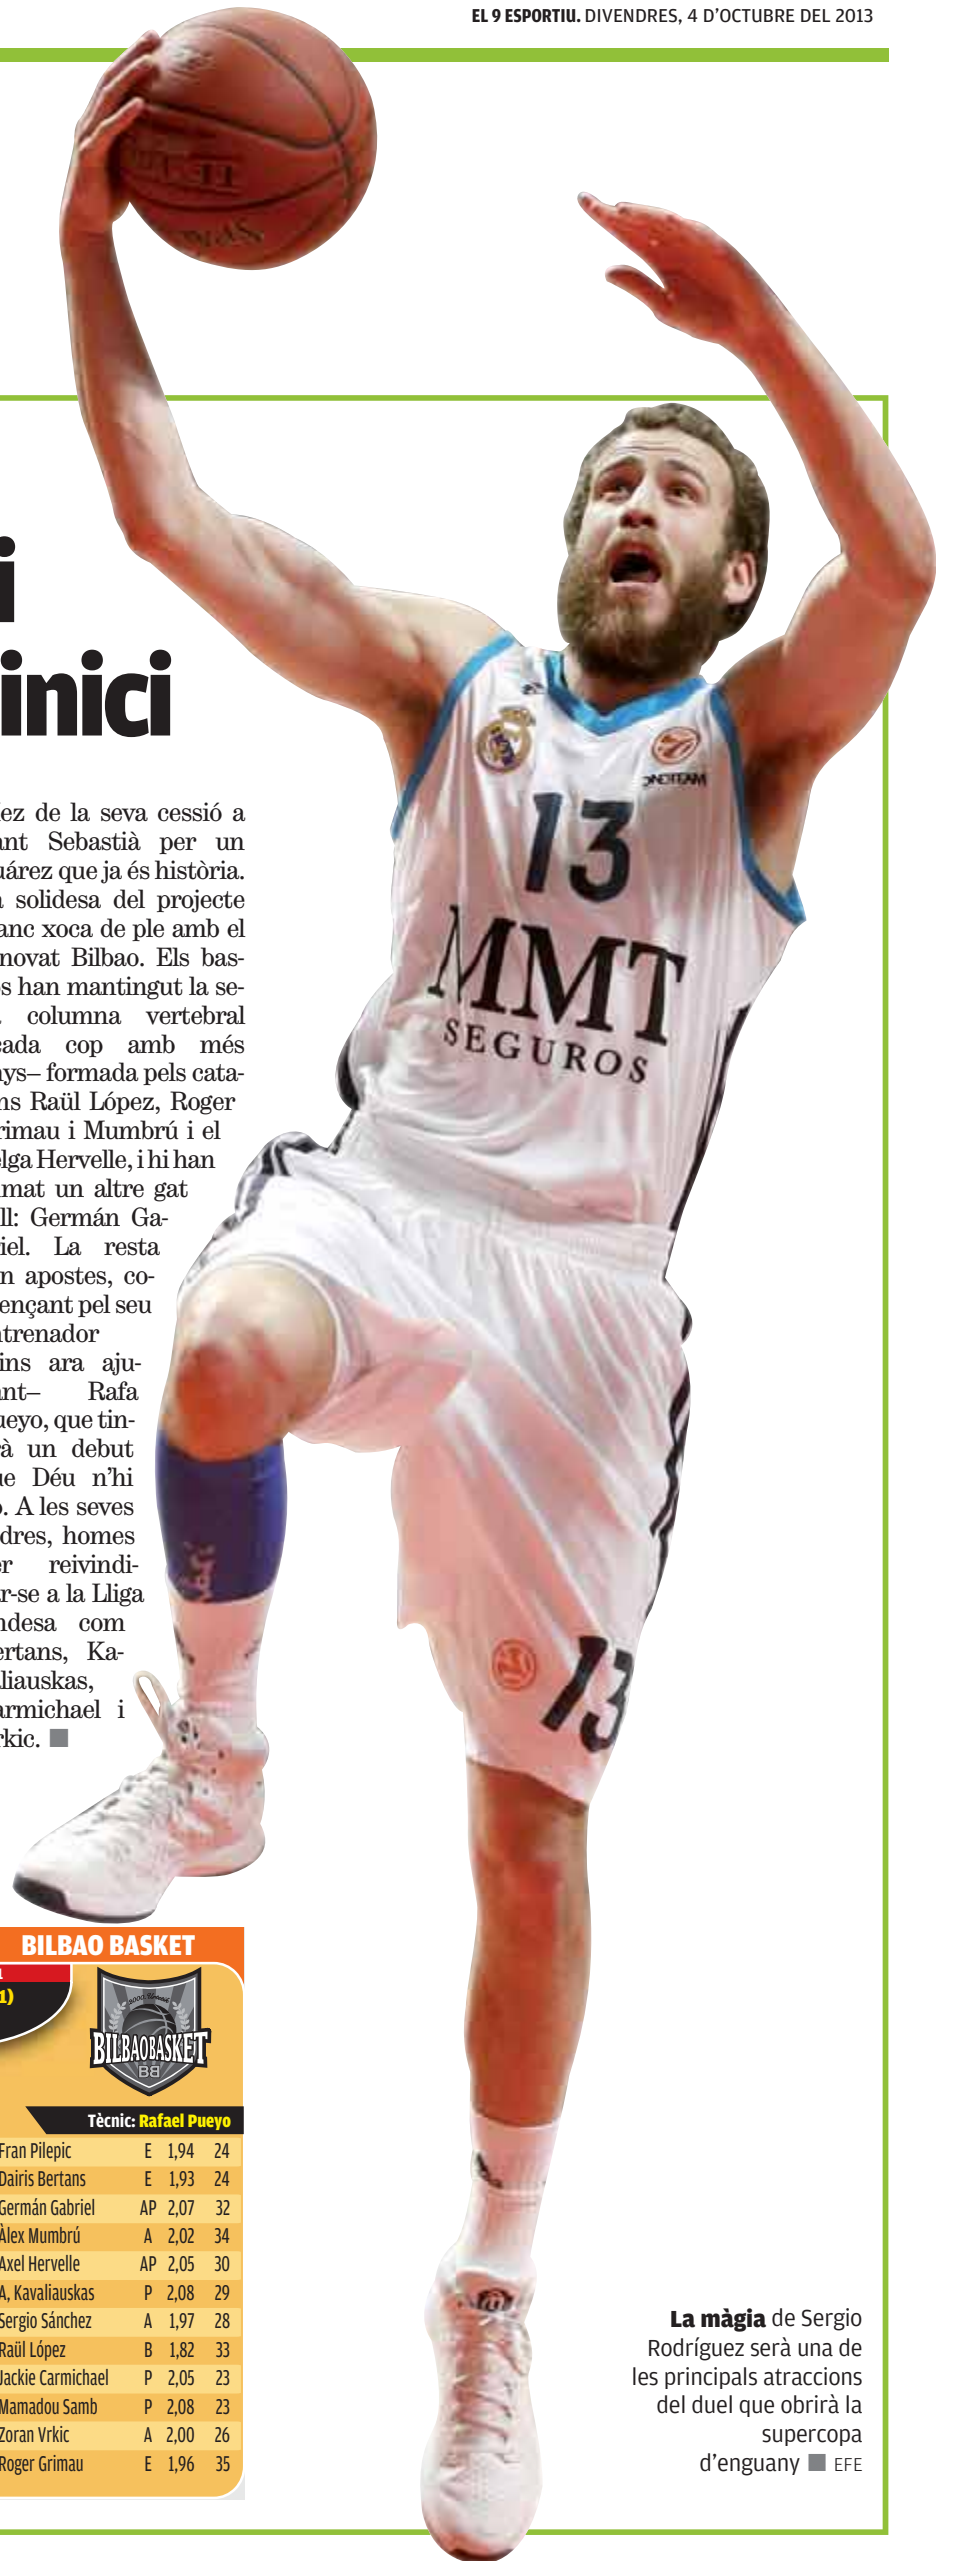 EL 9 ESPORTIU. DIVENDRES, 4 D'OCTUBRE DEL 2013
i
inici
ez de la seva cessió a
ant Sebastià per un
uárez que ja és història.
a solidesa del projecte
anc xoca de ple amb el
novat Bilbao. Els bas-
s han mantingut la se-
columna vertebral
cada cop amb més
nys– formada pels cata-
ns Raül López, Roger
rimau i Mumbrú i el
elga Hervelle, i hi han
mat un altre gat
ll: Germán Ga-
iel. La resta
n apostes, co-
ençant pel seu
ntrenador
ins ara aju-
ant– Rafa
ueyo, que tin-
rà un debut
ue Déu n'hi
o. A les seves
dres, homes
er reivindi-
r-se a la Lliga
ndesa com
ertans, Ka-
liauskas,
armichael i
rkic.
13
MMT
SEGUROS
13
BILBAO BASKET
1)
BILBAOBASKET
BB
Tècnic: Rafael Pueyo
Fran Pilepic E 1,94 24
Dairis Bertans E 1,93 24
Germán Gabriel AP 2,07 32
Àlex Mumbrú A 2,02 34
Axel Hervelle AP 2,05 30
A, Kavaliauskas P 2,08 29
Sergio Sánchez A 1,97 28
Raül López B 1,82 33
Jackie Carmichael P 2,05 23
Mamadou Samb P 2,08 23
Zoran Vrkic A 2,00 26
Roger Grimau E 1,96 35
La màgia de Sergio
Rodríguez serà una de
les principals atraccions
del duel que obrirà la
supercopa
d'enguany EFE